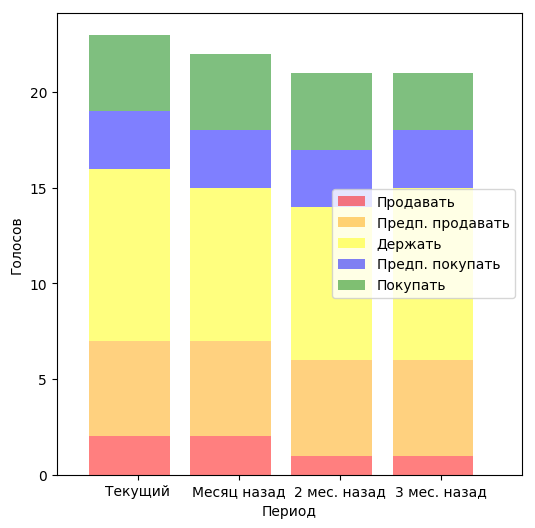 Голосов
20
15
10
5
0
Продавать
Предп. продавать
Держать
Предп. покупать
Покупать
Текущий Месяц назад 2 мес. назад 3 мес. назад
Период